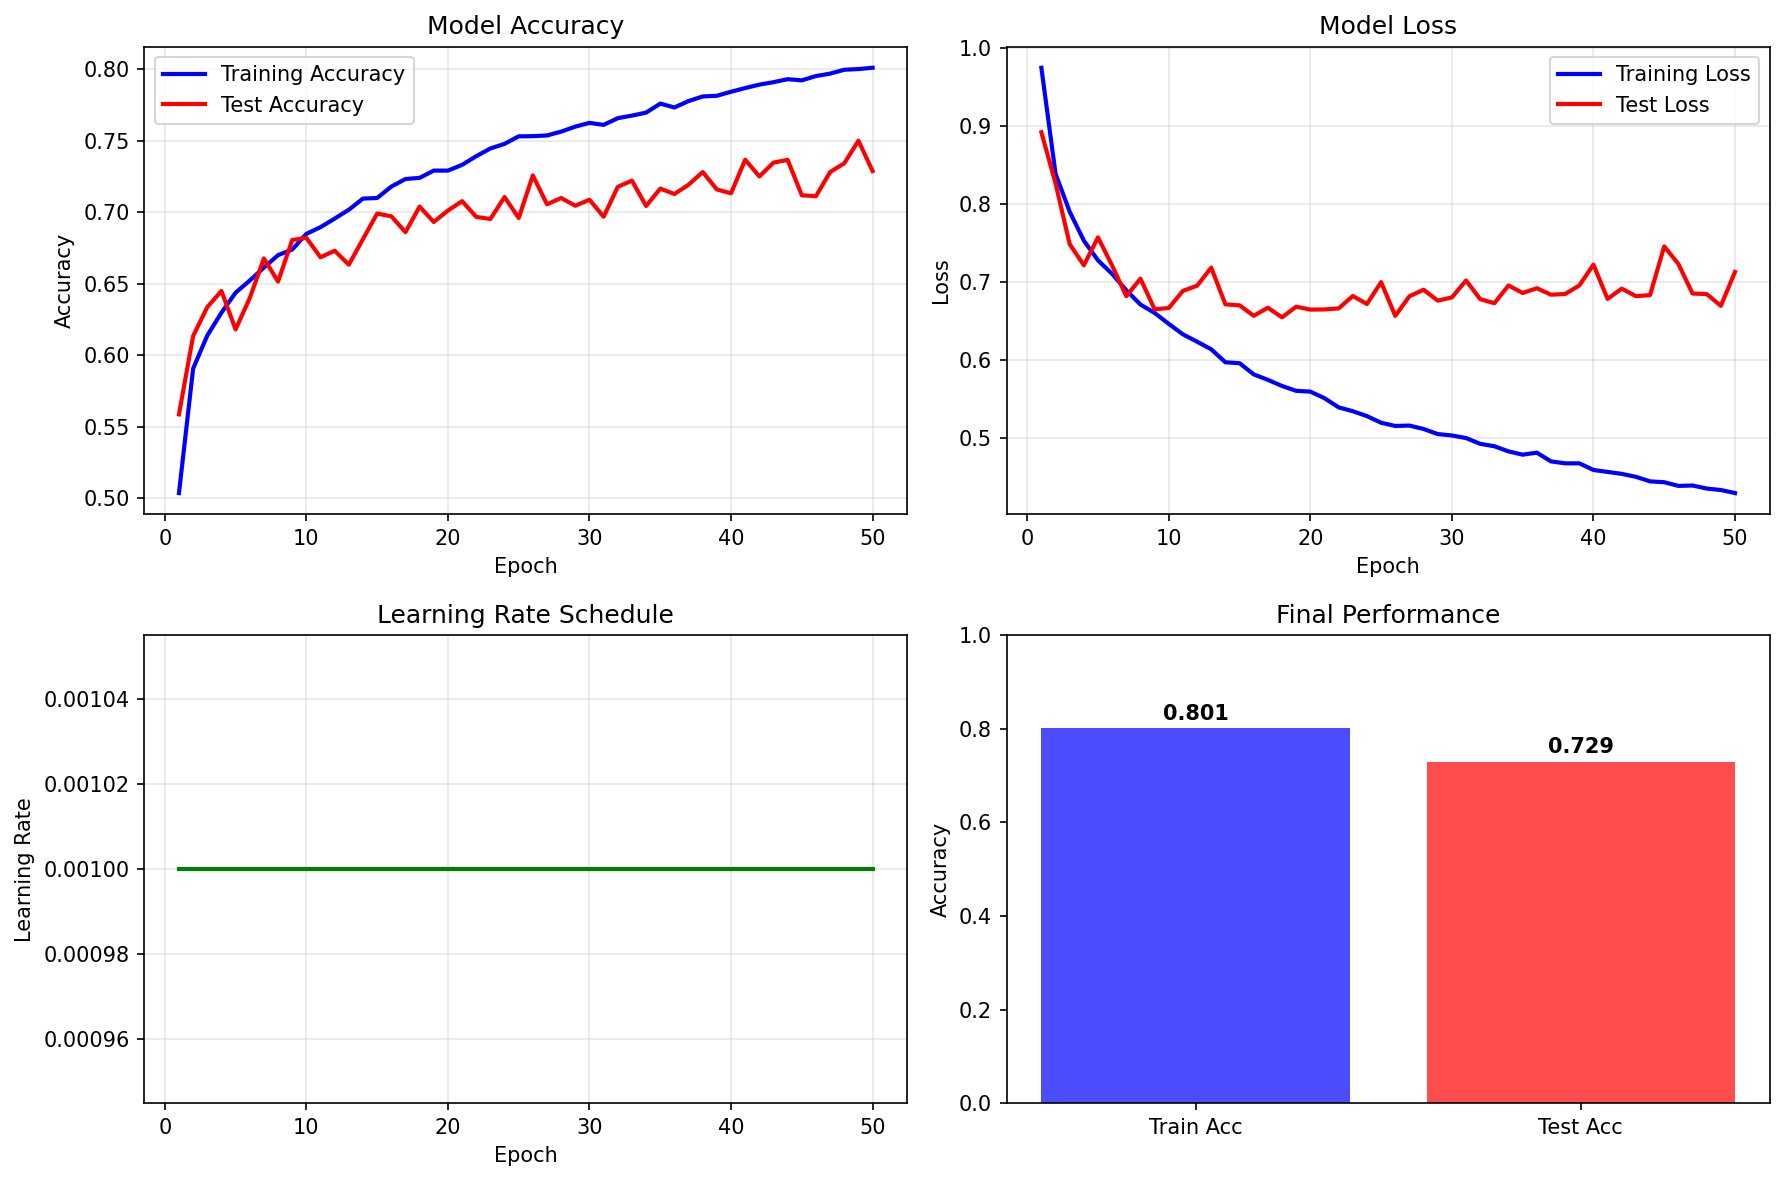 Model Accuracy
Training Accuracy
Test Accuracy
Accuracy
0.80
0.75
0.70
0.65
0.60
0.55
0.50
0 10 20 30 40 50
Epoch
Model Loss
Training Loss
Test Loss
Loss
1.0
0.9
0.8
0.7
0.6
0.5
0 10 20 30 40 50
Epoch
Learning Rate Schedule
Learning Rate
0.00104
0.00102
0.00100
0.00098
0.00096
0 10 20 30 40 50
Epoch
Final Performance
Accuracy
1.0
0.8
0.6
0.4
0.2
0.0
0.801
0.729
Train Acc Test Acc